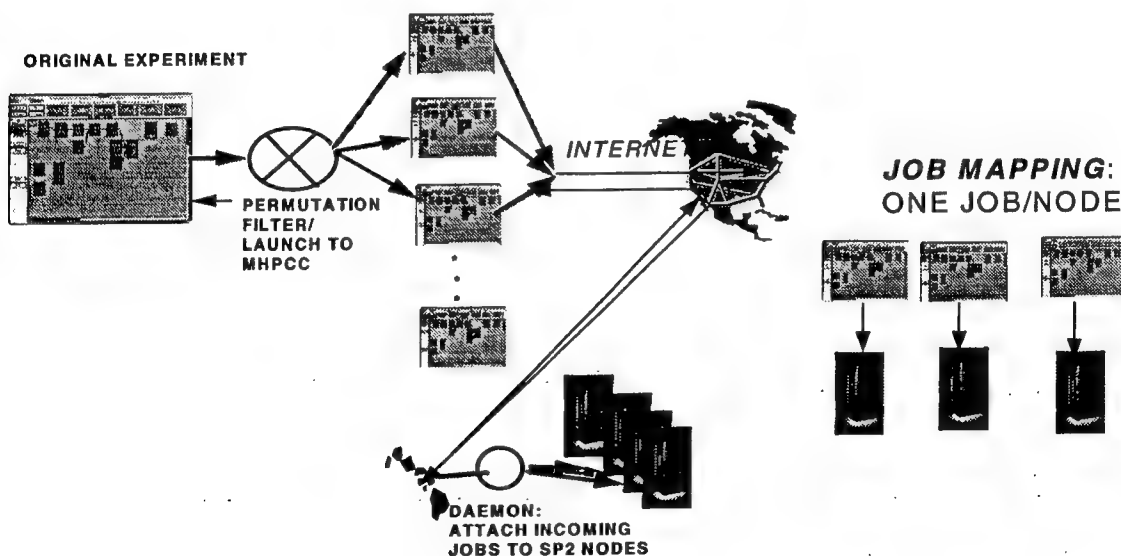 ORIGINAL EXPERIMENT
PERMUTATION
FILTER/
LAUNCH TO
MHPCC
INTERNE
JOB MAPPING:
ONE JOB/NODE
DAEMON:
ATTACH INCOMING
JOBS TO SP2 NODES